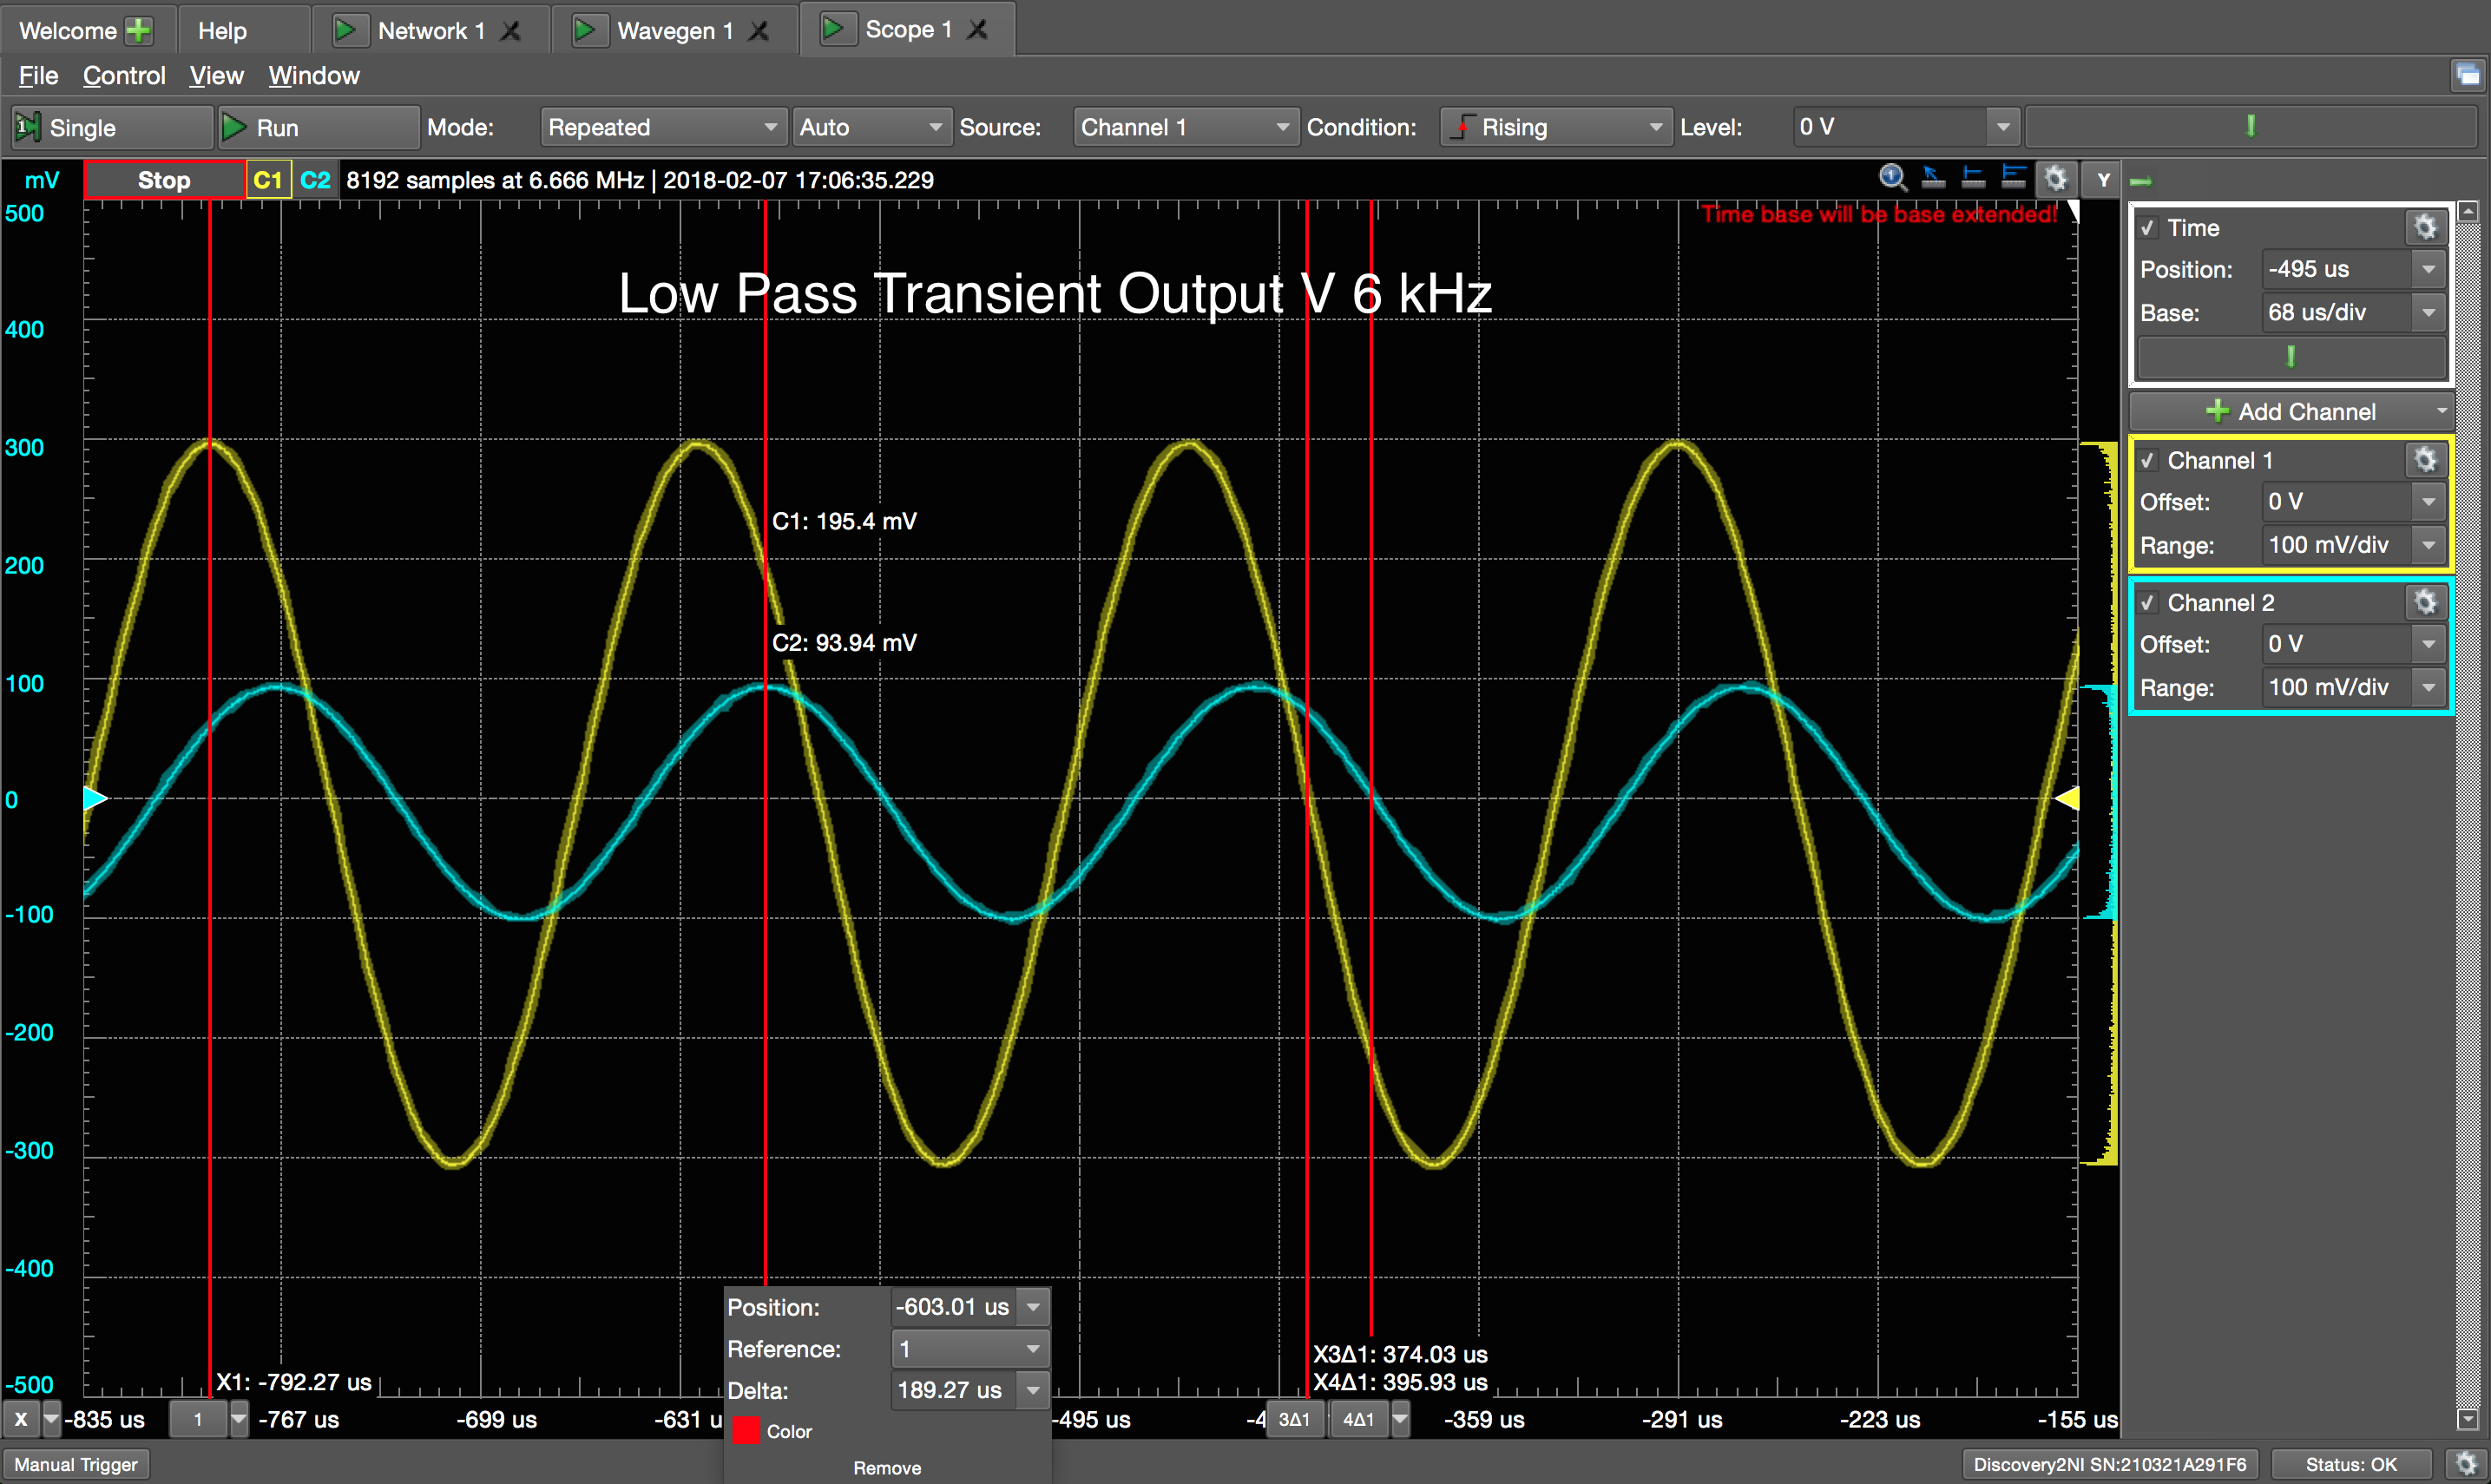 Welcome
Help
Network 1
Wavegen 1
Scope 1
File Control View Window
1 Single Run Mode: Repeated Auto Source: Channel 1 Condition: Rising Level: 0 V
mV Stop C1 C2 8192 samples at 6.666 MHz | 2018-02-07 17:06:35.229 Y
Time base will be base extended!
Low Pass Transient Output V 6 kHz
500
400
300
200
100
0
-100
-200
-300
-400
-500
C1: 195.4 mV
C2: 93.94 mV
Time
Position: -495 us
Base: 68 us/div
Add Channel
Channel 1
Offset: 0 V
Range: 100 mV/div
Channel 2
Offset: 0 V
Range: 100 mV/div
Position: -603.01 us
Reference: 1
Delta: 189.27 us
Color
Remove
X1: -792.27 us
X3Δ1: 374.03 us
X4Δ1: 395.93 us
X -835 us 1 -767 us -699 us -631 u -495 us -4 3Δ1 4Δ1 -359 us -291 us -223 us -155 us
Manual Trigger Discovery2NI SN:210321A291F6 Status: OK